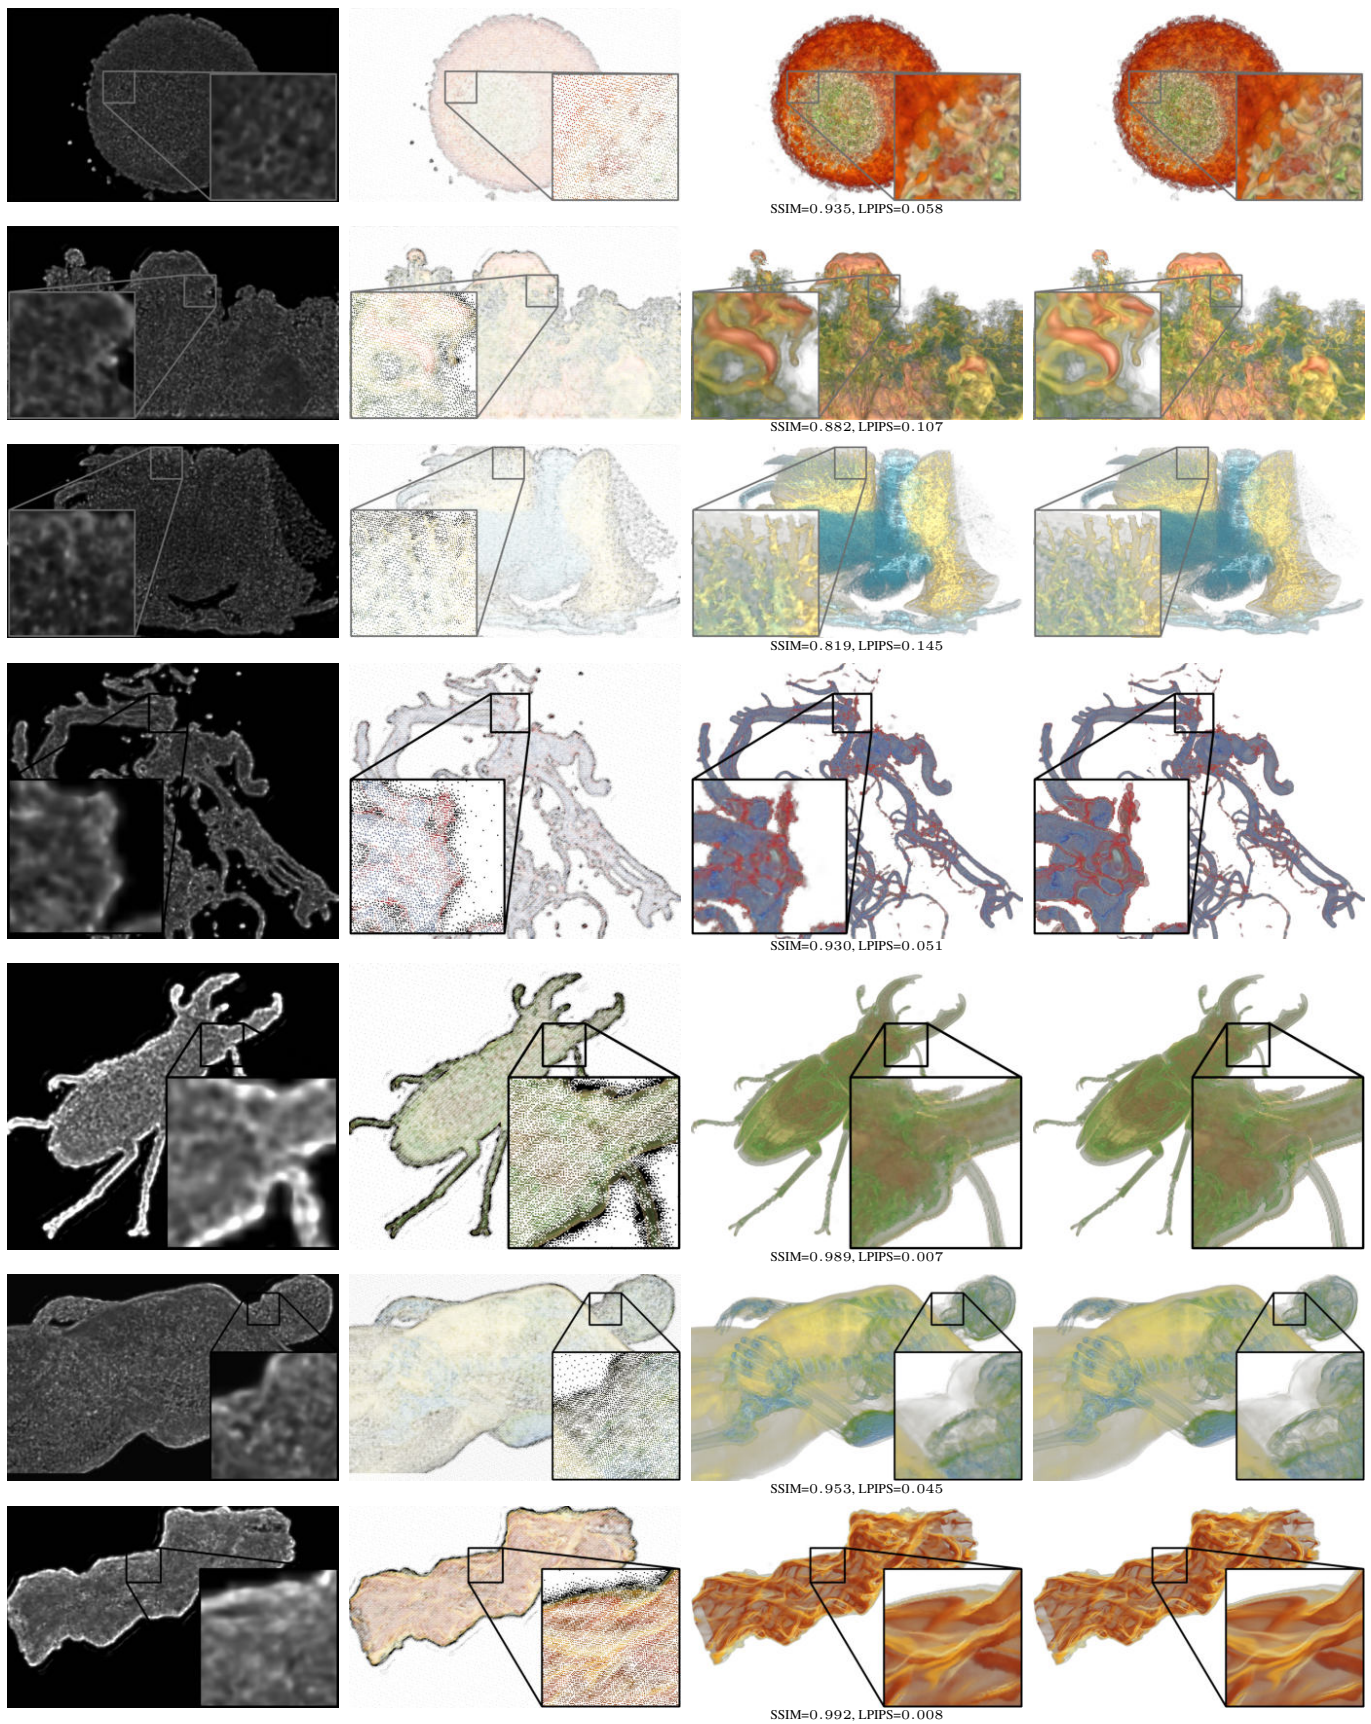 SSIM=0.935, LPIPS=0.058
SSIM=0.882, LPIPS=0.107
SSIM=0.819, LPIPS=0.145
SSIM=0.930, LPIPS=0.051
SSIM=0.989, LPIPS=0.007
SSIM=0.953, LPIPS=0.045
SSIM=0.992, LPIPS=0.008